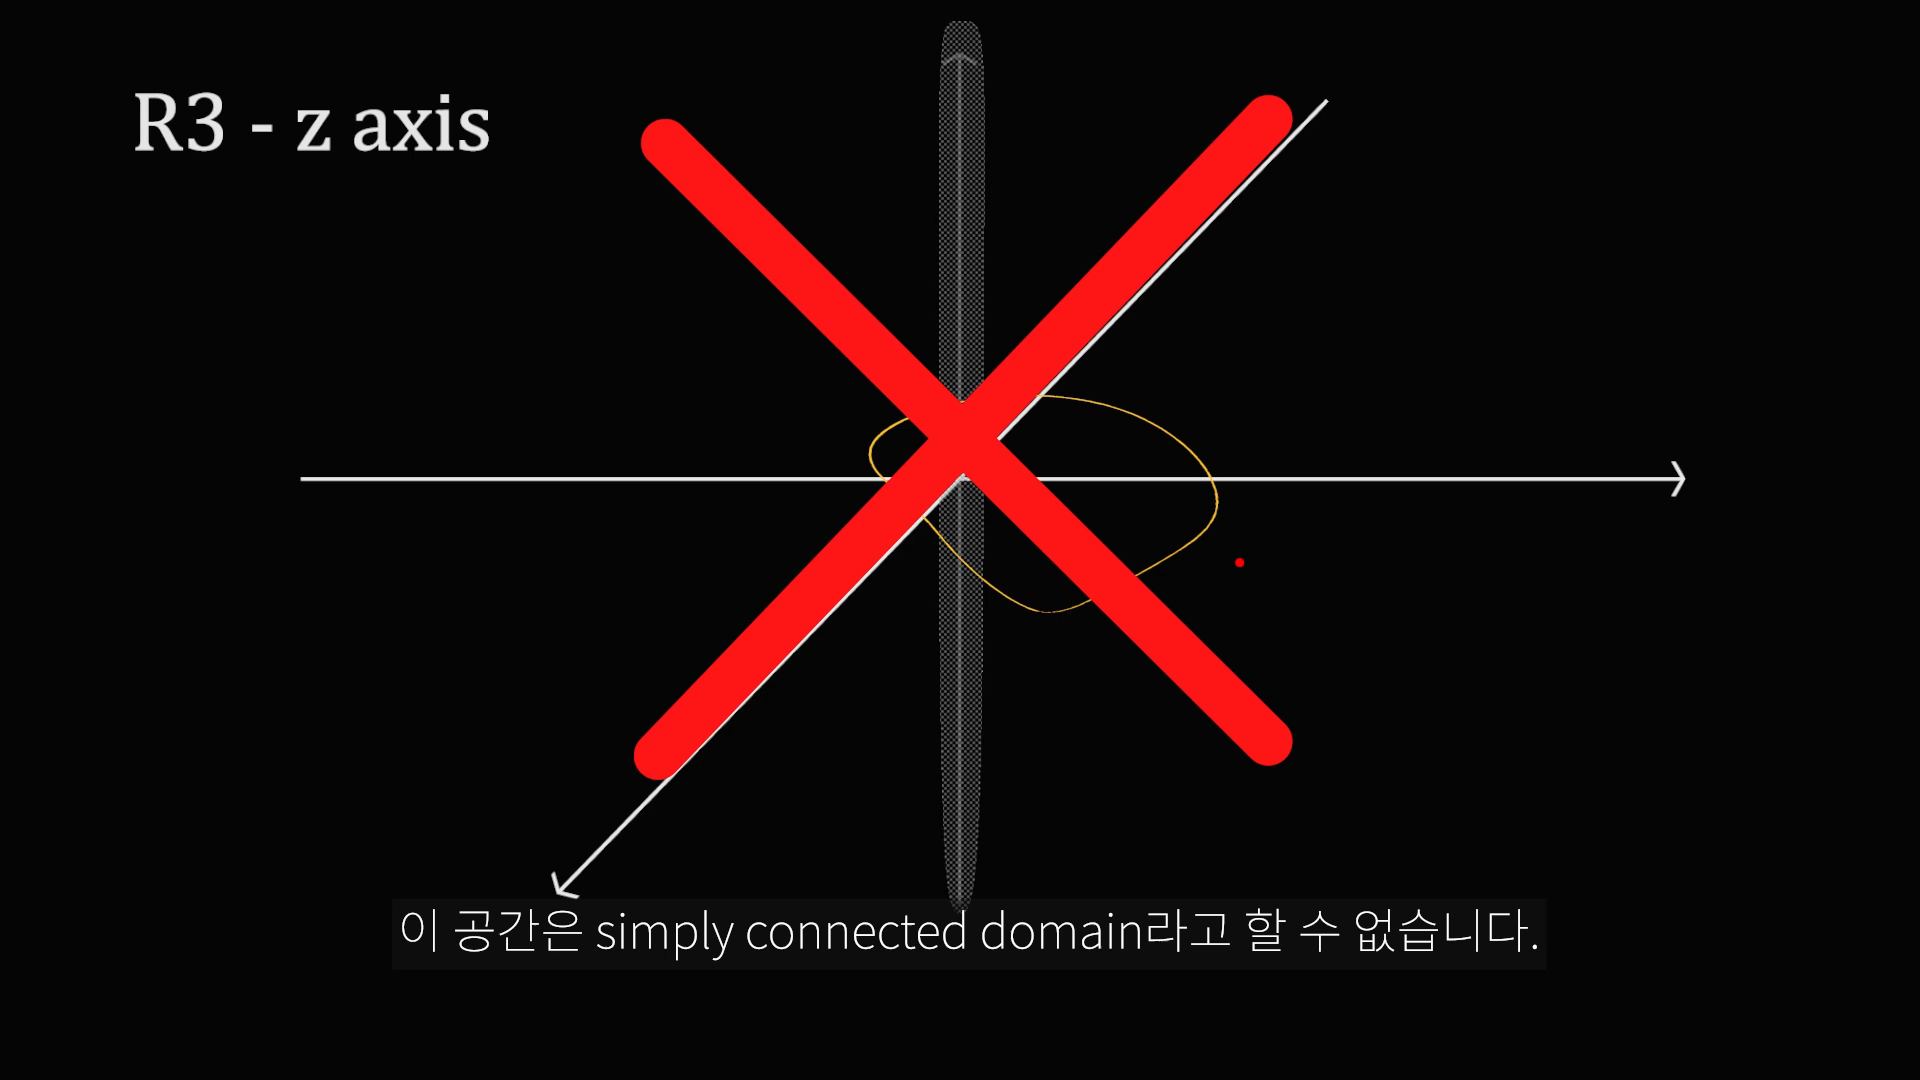 R3 - z axis
이 공간은 simply connected domain라고 할 수 없습니다.